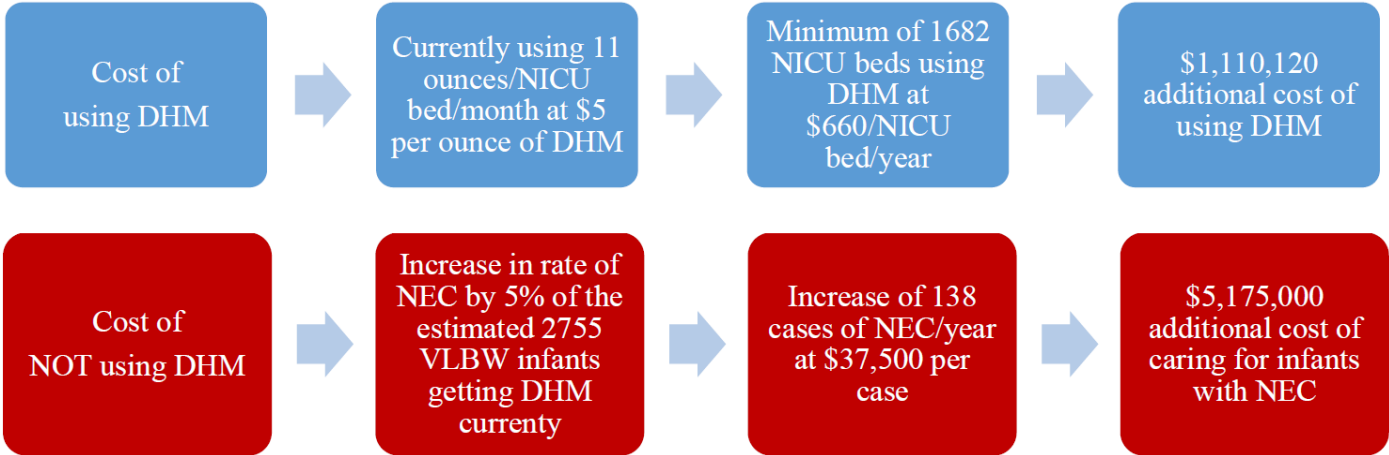 Cost of
using DHM
Currently using 11
ounces/NICU
bed/month at $5
per ounce of DHM
Minimum of 1682
NICU beds using
DHM at
$660/NICU
bed/year
$1,110,120
additional cost of
using DHM
Cost of
NOT using DHM
Increase in rate of
NEC by 5% of the
estimated 2755
VLBW infants
getting DHM
currenty
Increase of 138
cases of NEC/year
at $37,500 per
case
$5,175,000
additional cost of
caring for infants
with NEC